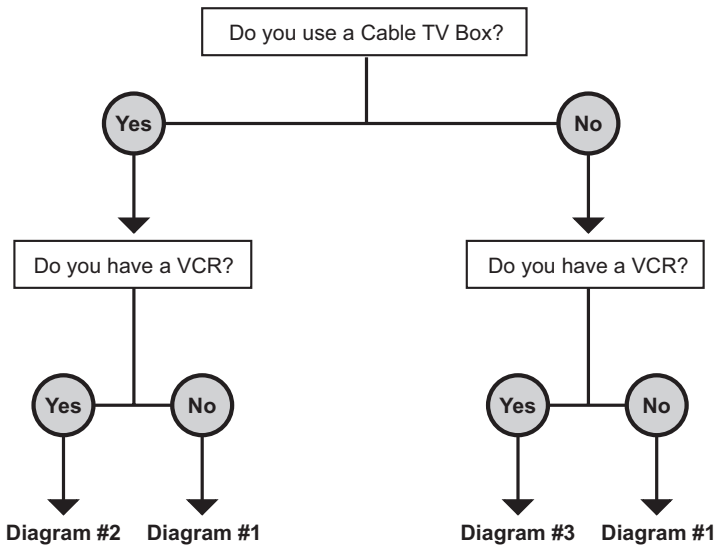 Do you use a Cable TV Box?
Yes
No
Do you have a VCR?
Do you have a VCR?
Yes
No
Yes
No
Diagram #2
Diagram #1
Diagram #3
Diagram #1